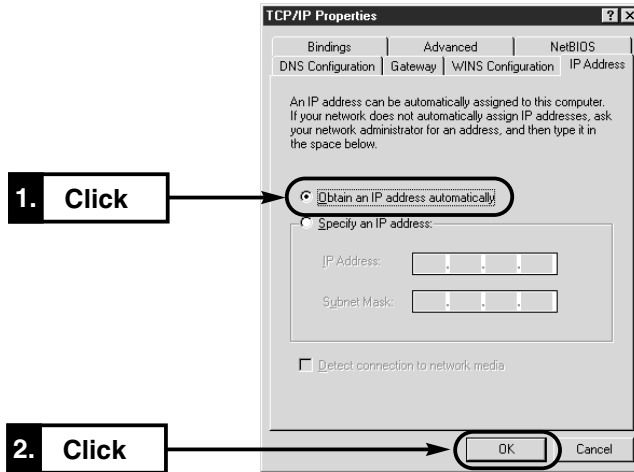 TCP/IP Properties
Bindings Advanced NetBIOS
DNS Configuration Gateway WINS Configuration IP Address
An IP address can be automatically assigned to this computer.
If your network does not automatically assign IP addresses, ask
your network administrator for an address, and then type it in
the space below.
1. Click
Obtain an IP address automatically
Specify an IP address:
IP Address:
Subnet Mask:
Detect connection to network media
2. Click
OK Cancel